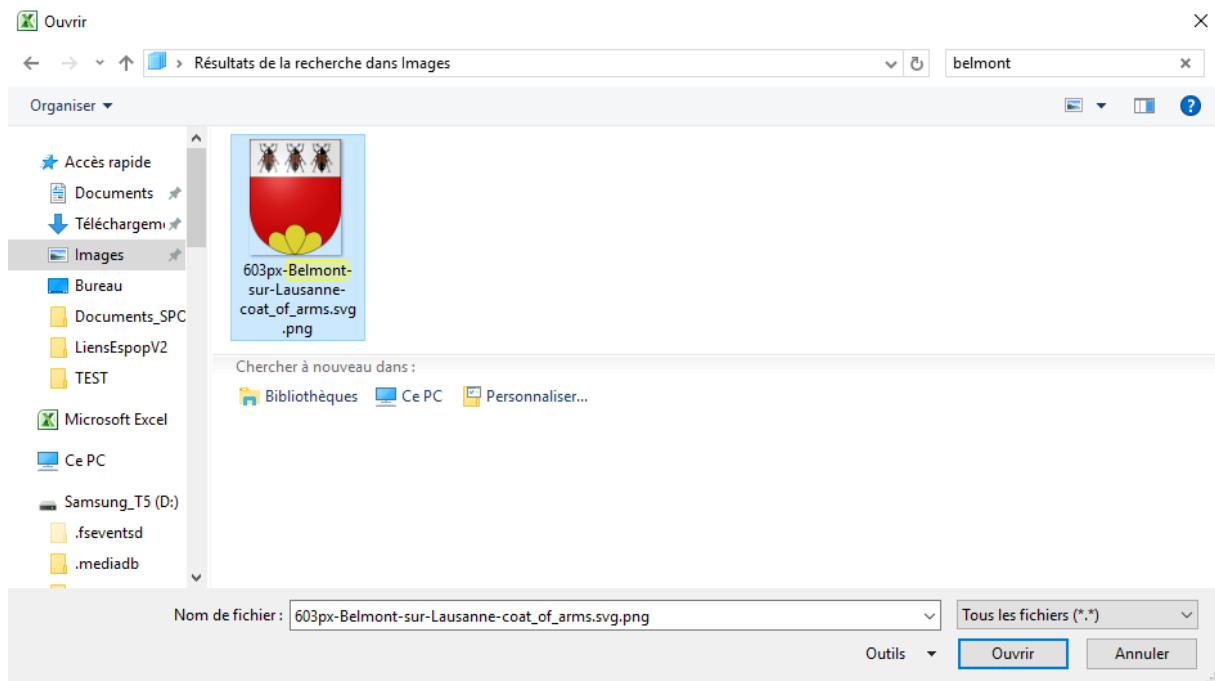 Ouvrir
Résultats de la recherche dans Images
belmont
Organiser
Accès rapide
Documents
Téléchargem
Images
Bureau
Documents_SPO
LiensEspopV2
TEST
Microsoft Excel
Ce PC
Samsung_T5 (D:)
.fseventsd
.mediadb
603px-Belmont-
sur-Lausanne-
coat_of_arms.svg
.png
Chercher à nouveau dans :
Bibliothèques Ce PC Personnaliser...
Nom de fichier : 603px-Belmont-sur-Lausanne-coat_of_arms.svg.png Tous les fichiers (*.*)
Outils Ouvrir Annuler